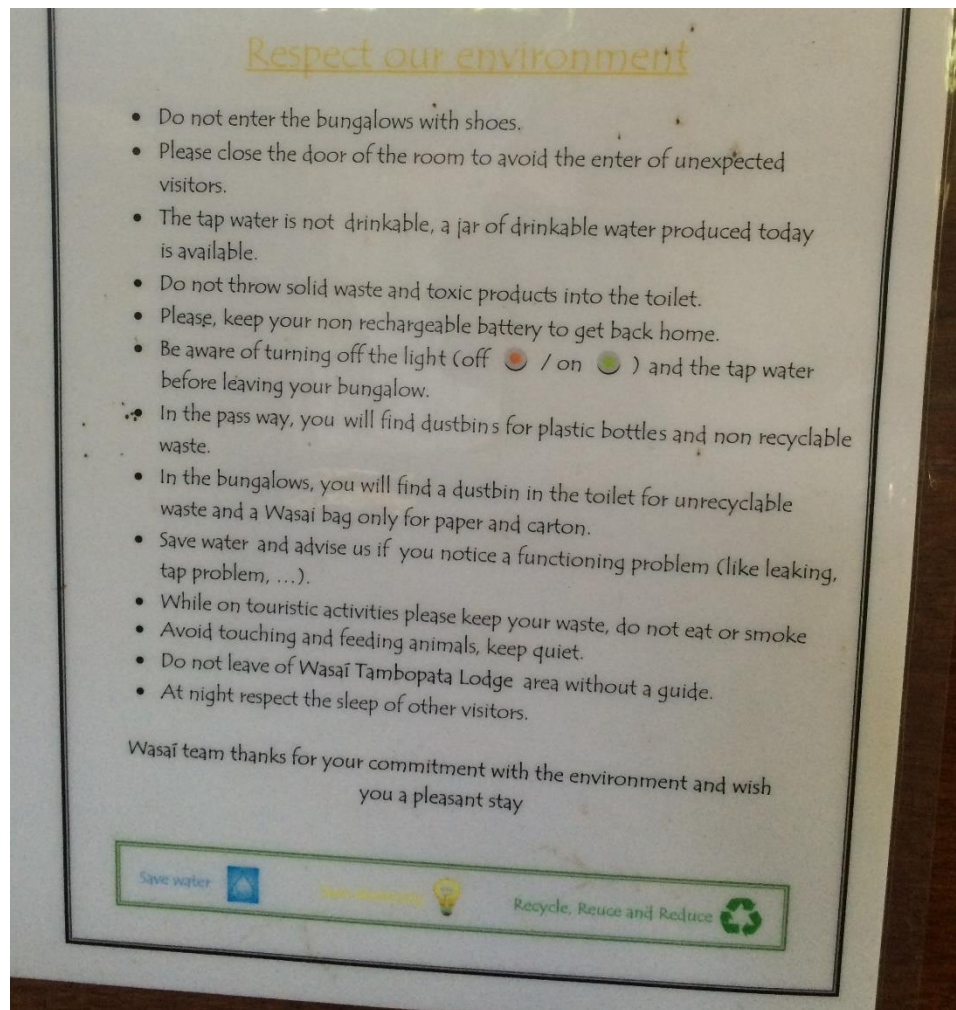 Respect our environment
• Do not enter the bungalows with shoes.
• Please close the door of the room to avoid the enter of unexpected
visitors.
• The tap water is not drinkable, a jar of drinkable water produced today
is available.
• Do not throw solid waste and toxic products into the toilet.
• Please, keep your non rechargeable battery to get back home.
• Be aware of turning off the light (off / on ) and the tap water
before leaving your bungalow.
• In the pass way, you will find dustbins for plastic bottles and non recyclable
waste.
• In the bungalows, you will find a dustbin in the toilet for unrecyclable
waste and a Wasai bag only for paper and carton.
• Save water and advise us if you notice a functioning problem (like leaking,
tap problem, ...).
• While on touristic activities please keep your waste, do not eat or smoke
• Avoid touching and feeding animals, keep quiet.
• Do not leave of Wasaí Tambopata Lodge area without a guide.
• At night respect the sleep of other visitors.
Wasaí team thanks for your commitment with the environment and wish
you a pleasant stay
Save water
Recycle, Reuce and Reduce